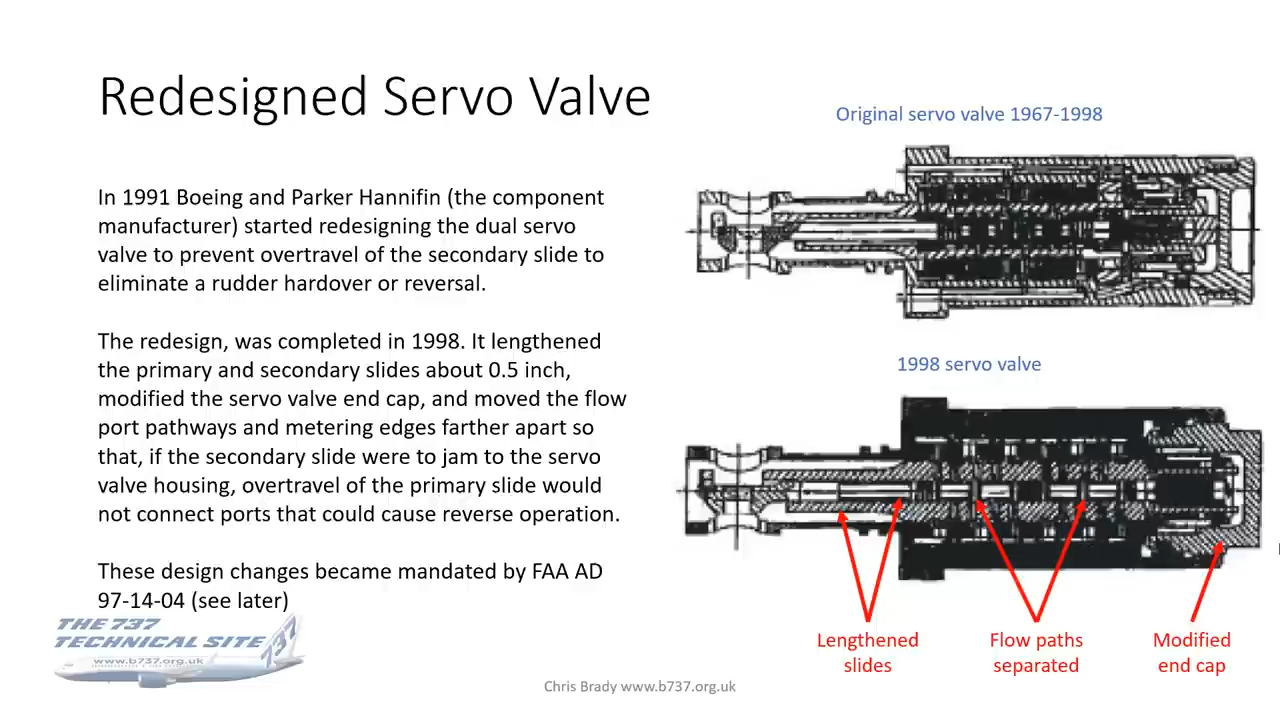 Redesigned Servo Valve
In 1991 Boeing and Parker Hannifin (the component
manufacturer) started redesigning the dual servo
valve to prevent overtravel of the secondary slide to
eliminate a rudder hardover or reversal.
The redesign, was completed in 1998. It lengthened
the primary and secondary slides about 0.5 inch,
modified the servo valve end cap, and moved the flow
port pathways and metering edges farther apart so
that, if the secondary slide were to jam to the servo
valve housing, overtravel of the primary slide would
not connect ports that could cause reverse operation.
These design changes became mandated by FAA AD
97-14-04 (see later)
Original servo valve 1967-1998
1998 servo valve
Lengthened
slides
Flow paths
separated
Modified
end cap
THE 737
TECHNICAL SITE
www.b737.org.uk
737
Chris Brady www.b737.org.uk